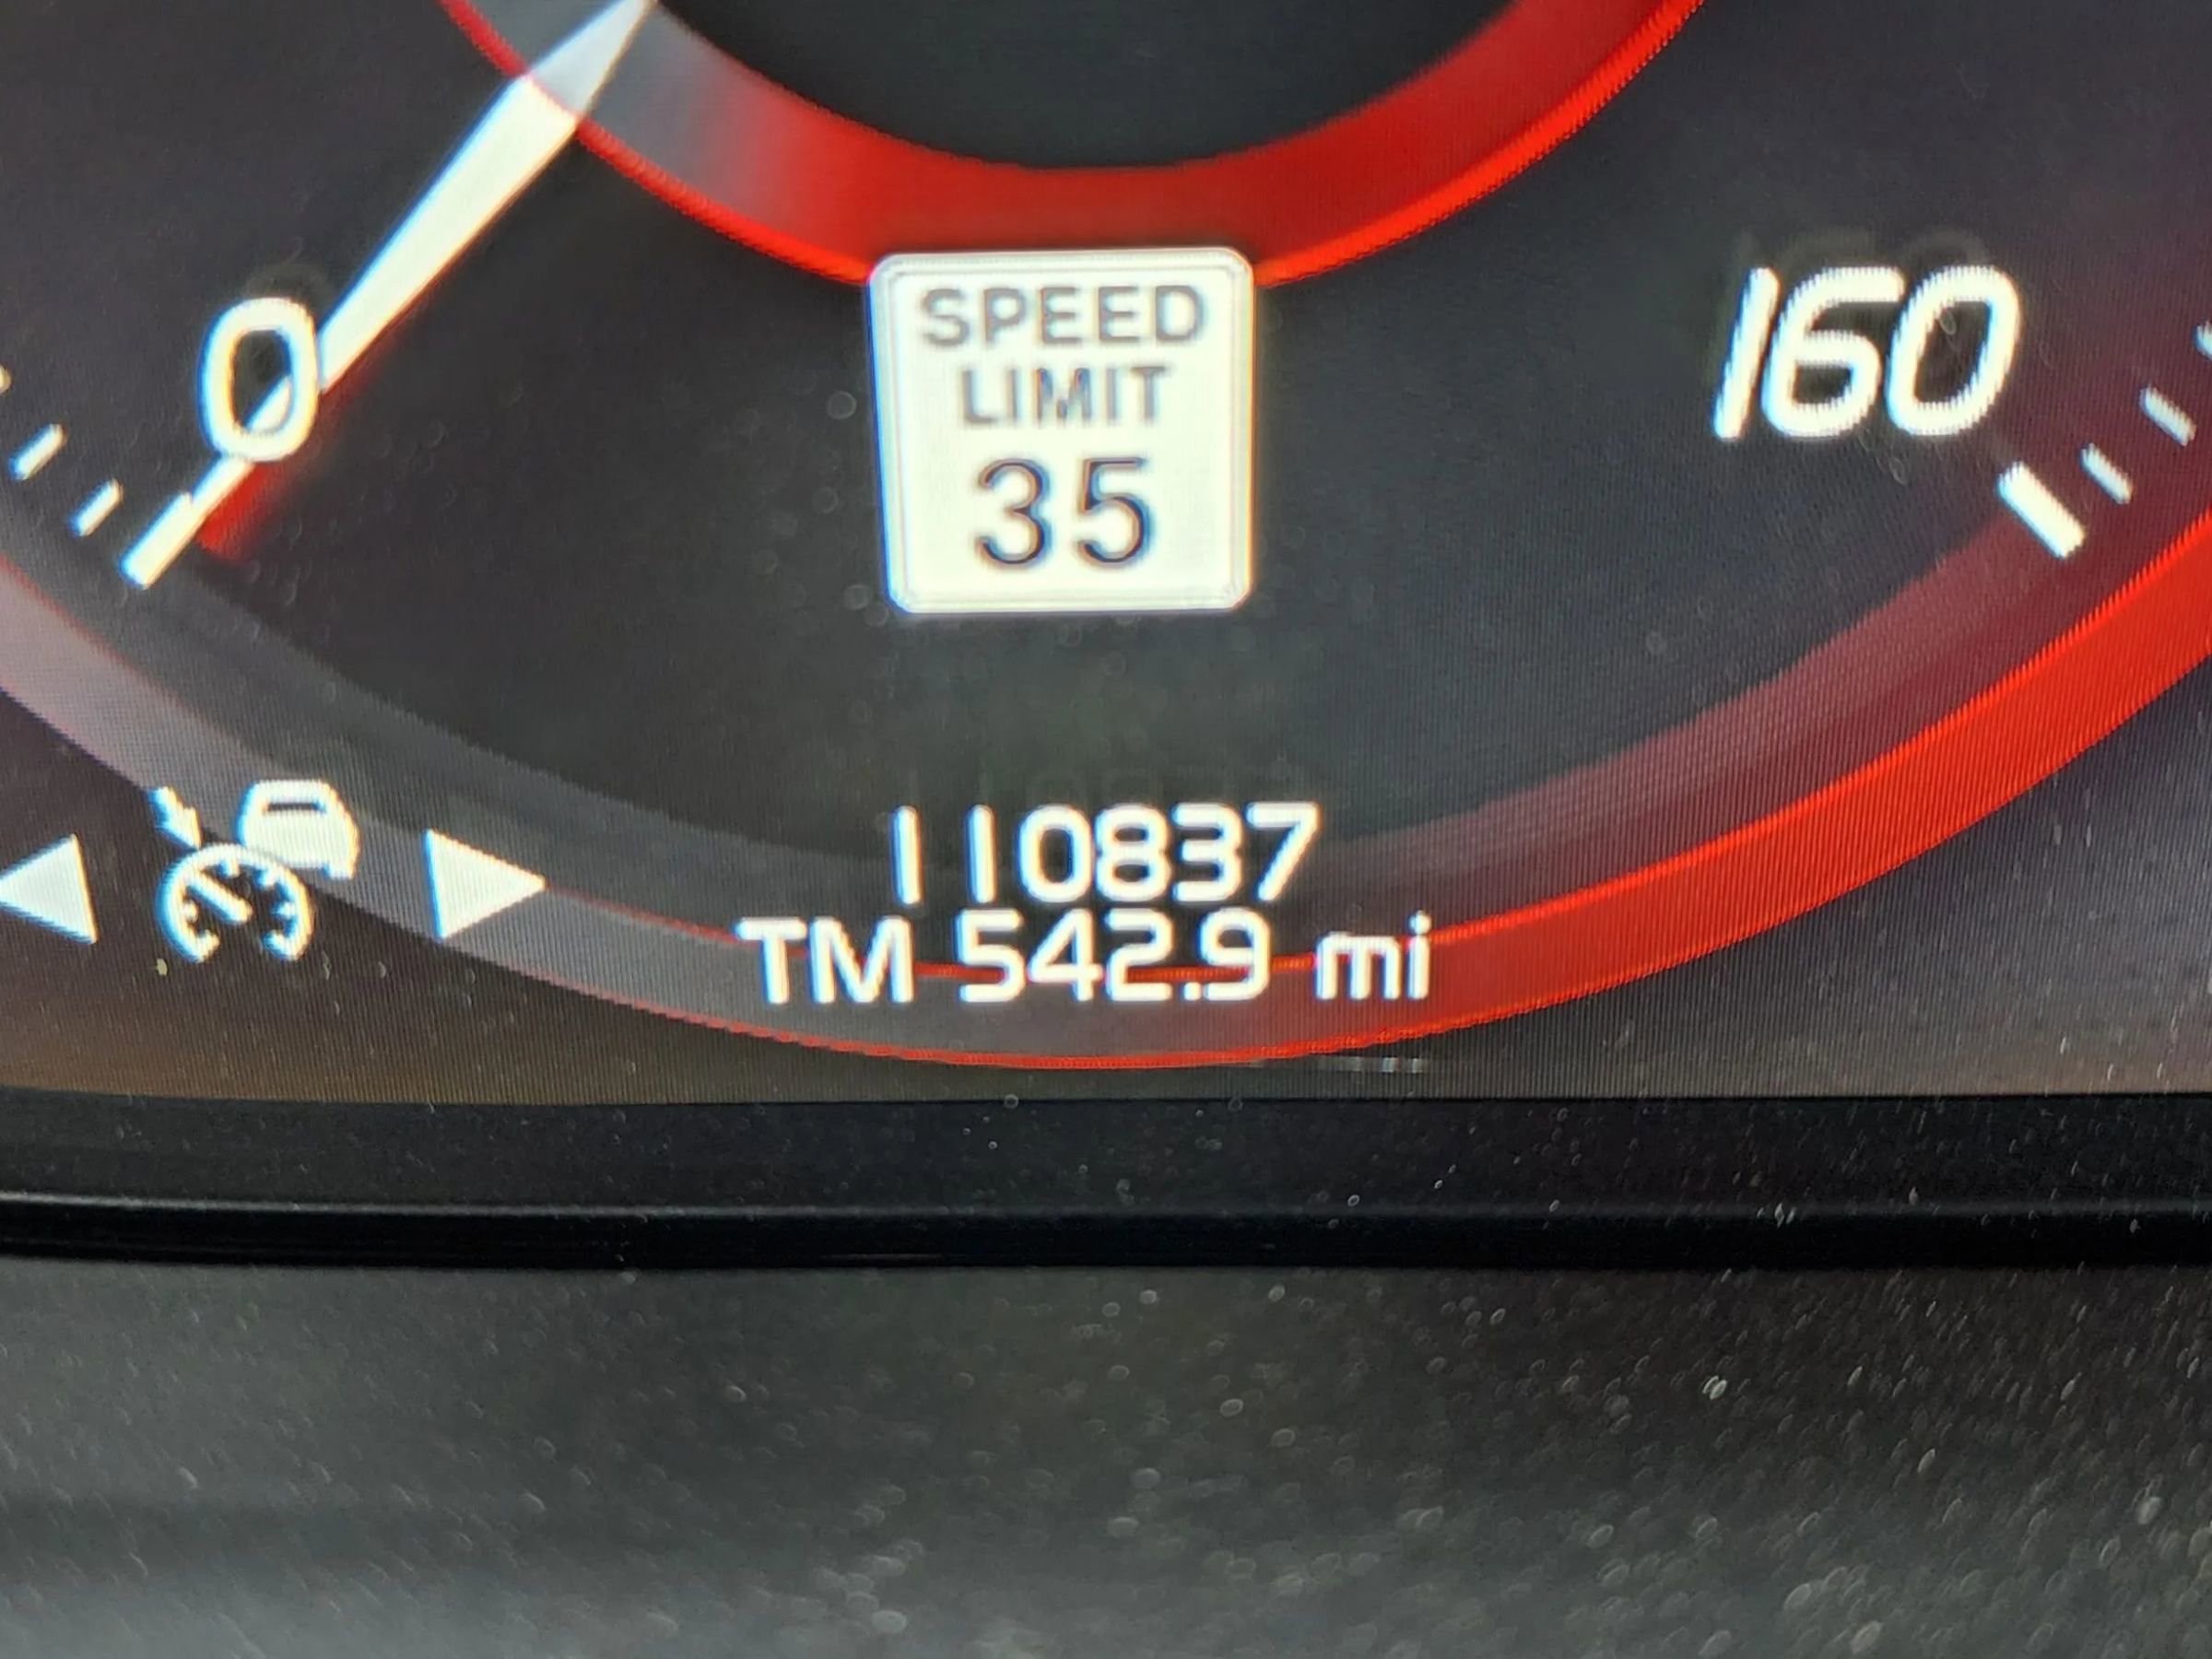 0
160
SPEED
LIMIT
35
110837
TM 542.9 mi